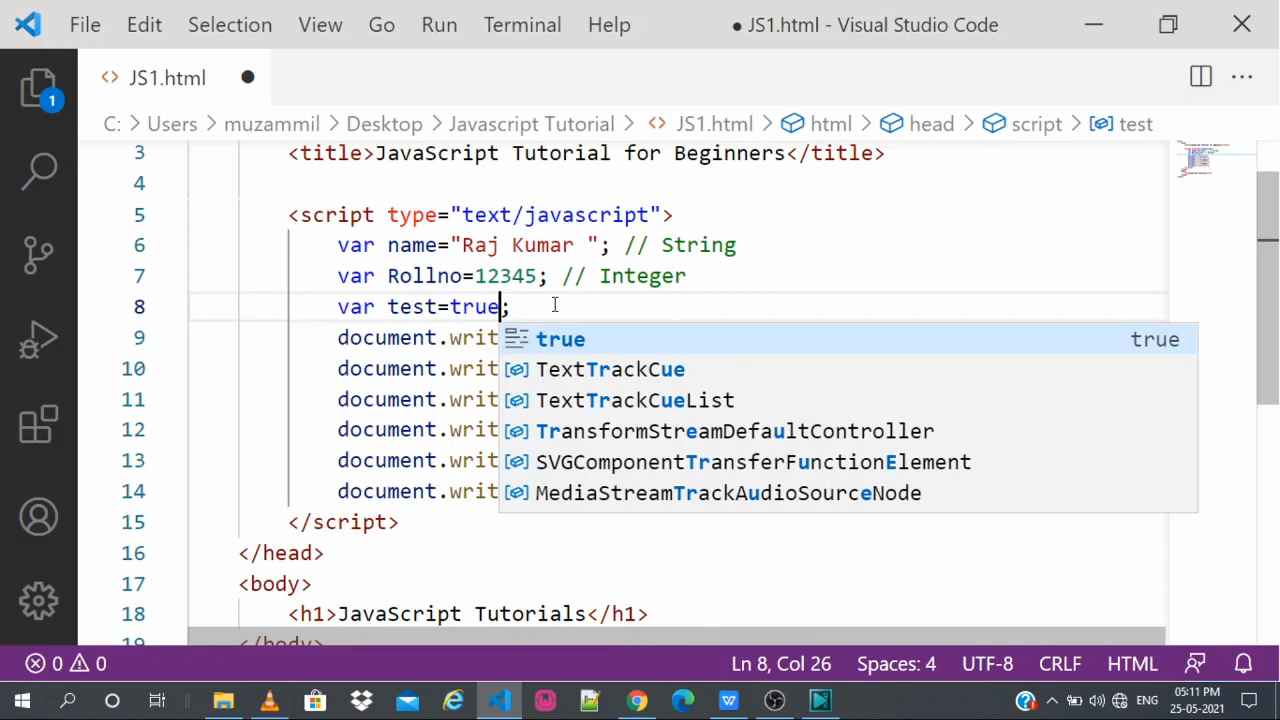 File Edit Selection View Go Run Terminal Help ● JS1.html - Visual Studio Code
JS1.html
1
C: > Users > muzammil > Desktop > Javascript Tutorial > JS1.html > html > head > script > test
3 <title>JavaScript Tutorial for Beginners</title>
4
5 <script type="text/javascript">
6 var name="Raj Kumar "; // String
7 var Rollno=12345; // Integer
8 var test=true;
9 document.writ
true true
10 document.writ
TextTrackCue
11 document.writ
TextTrackCueList
12 document.writ
TransformStreamDefaultController
13 document.writ
SVGComponentTransferFunctionElement
14 document.writ
MediaStreamTrackAudioSourceNode
15 </script>
16 </head>
17 <body>
18 <h1>JavaScript Tutorials</h1>
19 </body>
0 0 Ln 8, Col 26 Spaces: 4 UTF-8 CRLF HTML
ENG 05:11 PM
25-05-2021